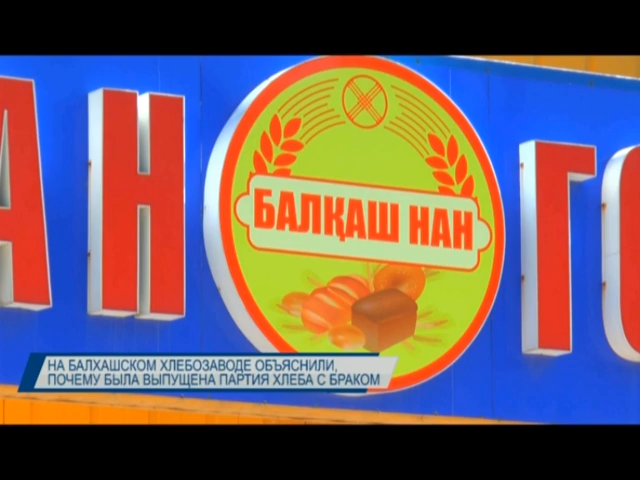 АН
БАЛҚАШ НАН
ГО
НА БАЛХАШСКОМ ХЛЕБОЗАВОДЕ ОБЪЯСНИЛИ,
ПОЧЕМУ БЫЛА ВЫПУЩЕНА ПАРТИЯ ХЛЕБА С БРАКОМ